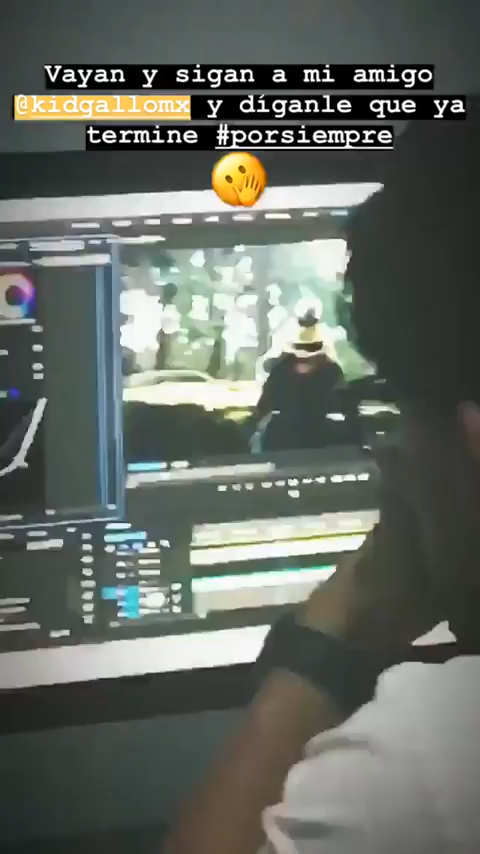 Vayan y sigan a mi amigo
@kidgallomx y díganle que ya
termine #porsiempre